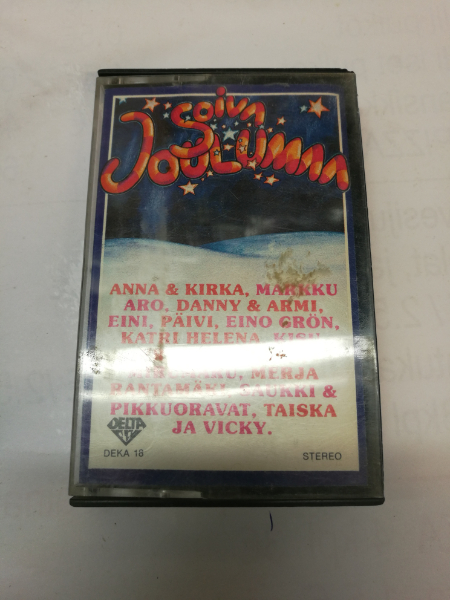 Soiva
JOULUMAA
ANNA & KIRKA, MARKKU
ARO, DANNY & ARMI,
EINI, PÄIVI, EINO GRÖN,
KATRI HELENA,
MERJA
RANTAMÄKI, SAUKKI &
PIKKUORAVAT, TAISKA
JA VICKY.
DELTA
DEKA 18
STEREO